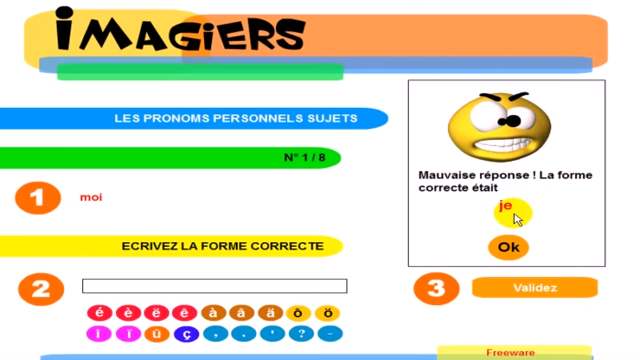 iMAGiERS
LES PRONOMS PERSONNELS SUJETS
N° 1 / 8
1
moi
Mauvaise réponse ! La forme
correcte était
je
Ok
ECRIVEZ LA FORME CORRECTE
2
3
Validez
é è ë ê à â ä ô ö
î ï û ç , . ' ? -
Freeware